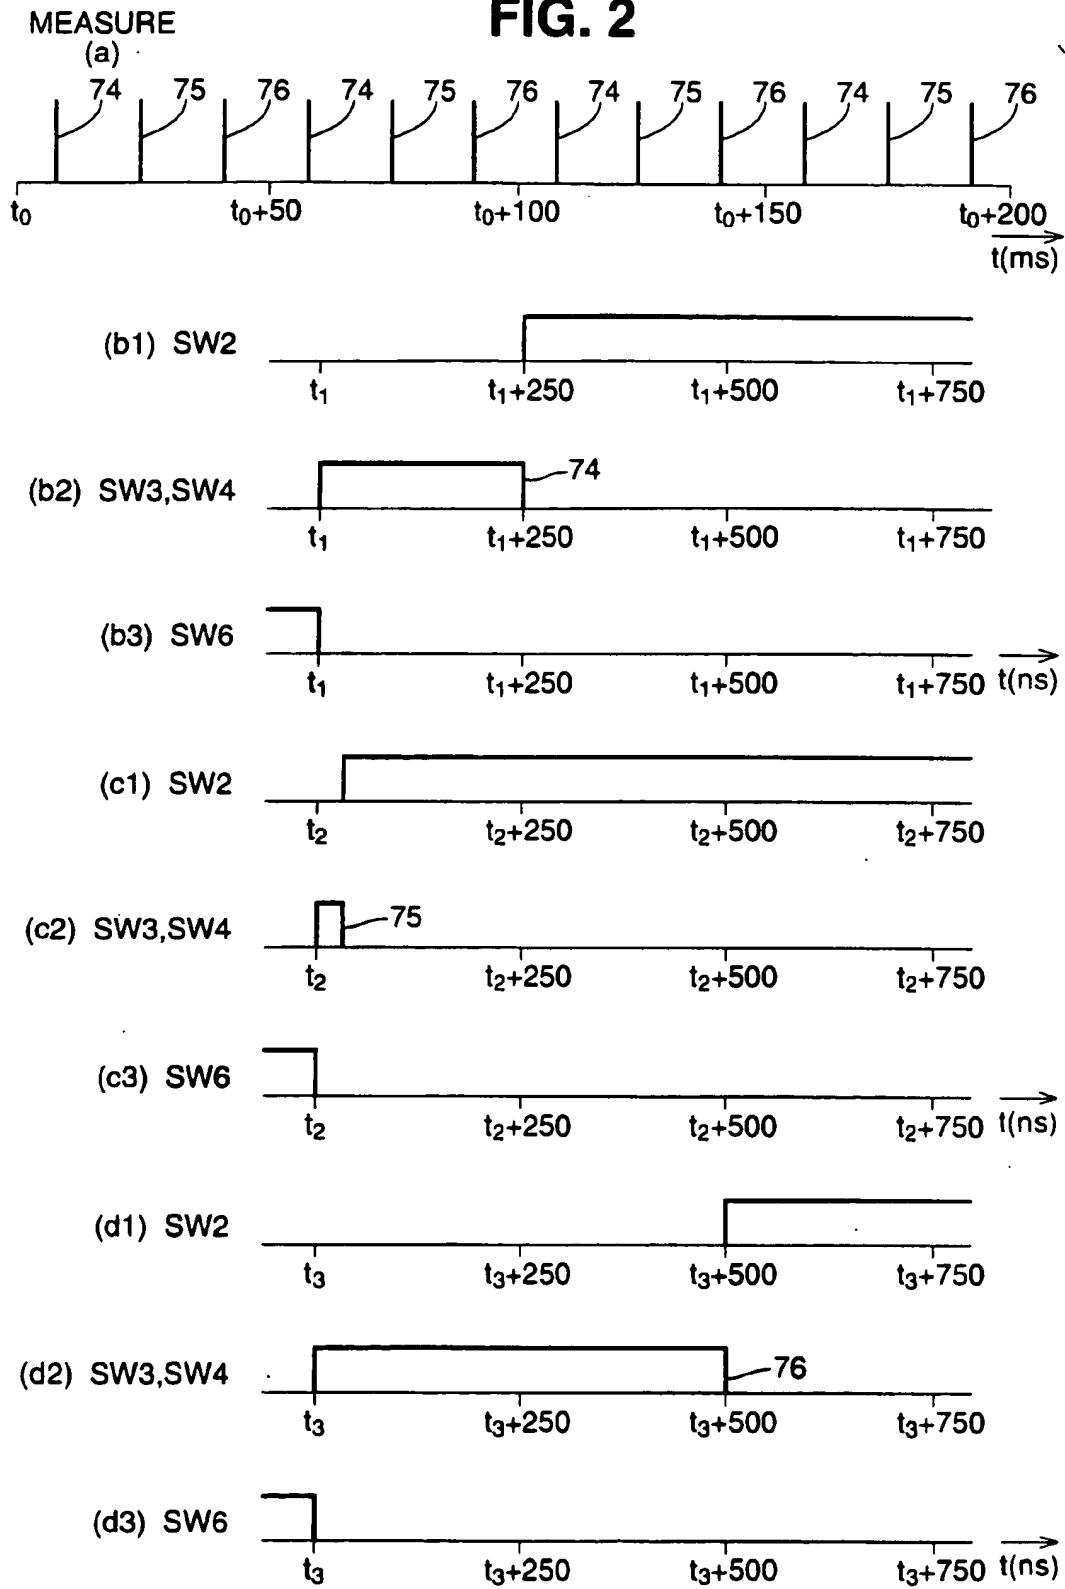 FIG. 2
MEASURE
(a)
74 75 76 74 75 76 74 75 76 74 75 76
t0 t0+50 t0+100 t0+150 t0+200
t(ms)
(b1) SW2
t1 t1+250 t1+500 t1+750
(b2) SW3,SW4 74
t1 t1+250 t1+500 t1+750
(b3) SW6
t1 t1+250 t1+500 t1+750 t(ns)
(c1) SW2
t2 t2+250 t2+500 t2+750
(c2) SW3,SW4 75
t2 t2+250 t2+500 t2+750
(c3) SW6
t2 t2+250 t2+500 t2+750 t(ns)
(d1) SW2
t3 t3+250 t3+500 t3+750
(d2) SW3,SW4 76
t3 t3+250 t3+500 t3+750
(d3) SW6
t3 t3+250 t3+500 t3+750 t(ns)